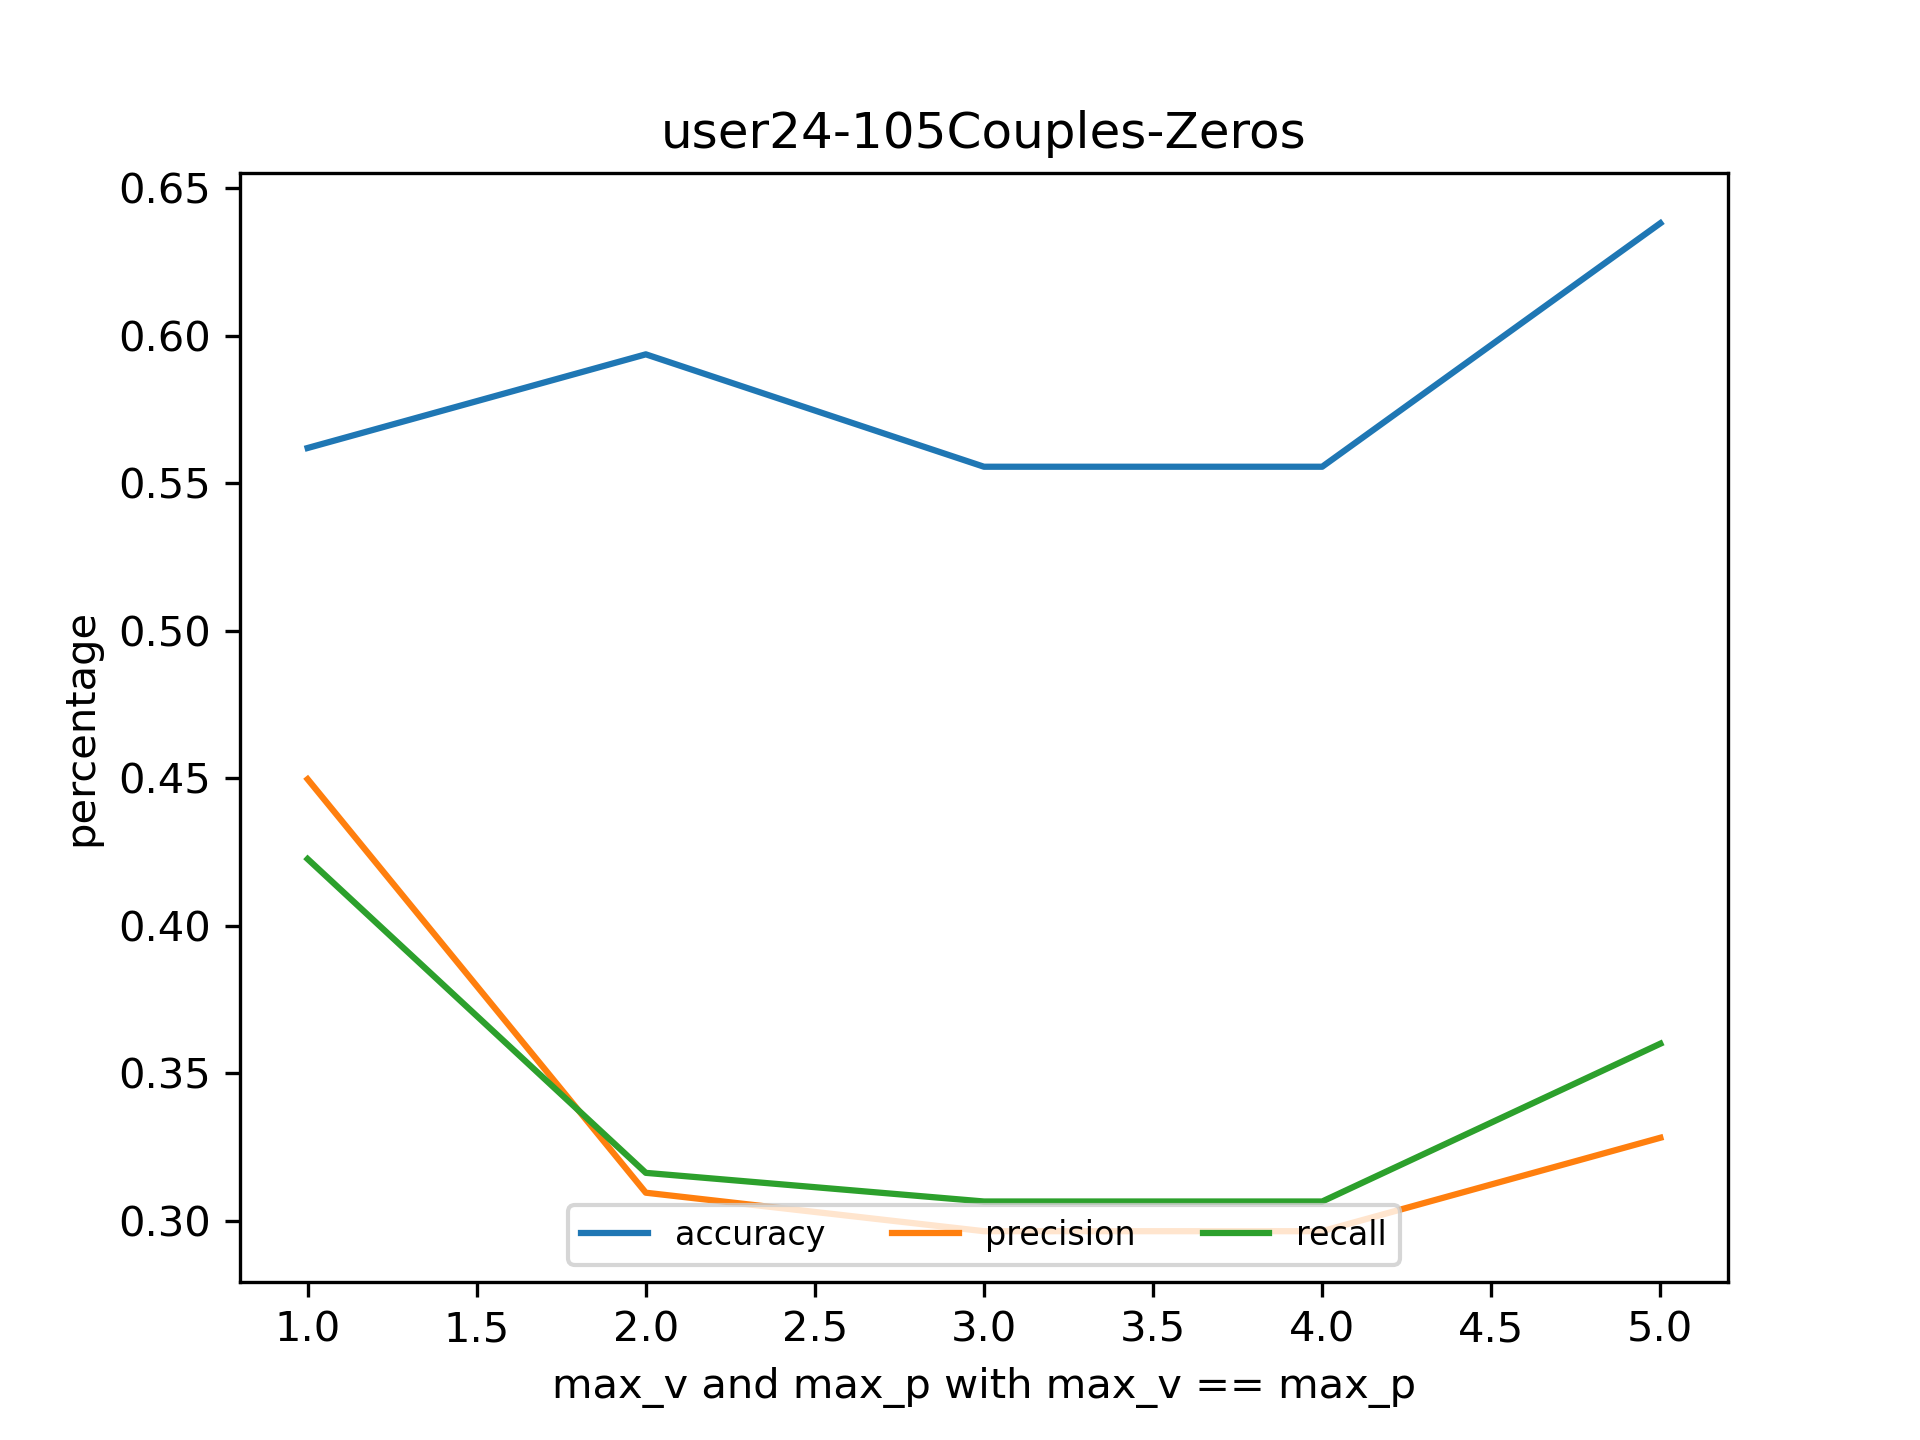 user24-105Couples-Zeros
0.65
0.60
0.55
0.50
0.45
0.40
0.35
0.30
percentage
accuracy precision recall
1.0 1.5 2.0 2.5 3.0 3.5 4.0 4.5 5.0
max_v and max_p with max_v == max_p